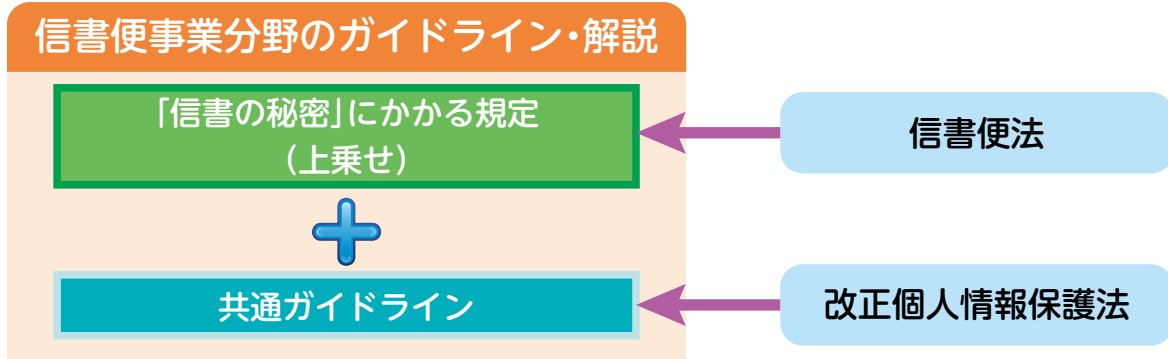 信書便事業分野のガイドライン・解説
「信書の秘密」にかかる規定
（上乗せ）
信書便法
共通ガイドライン
改正個人情報保護法